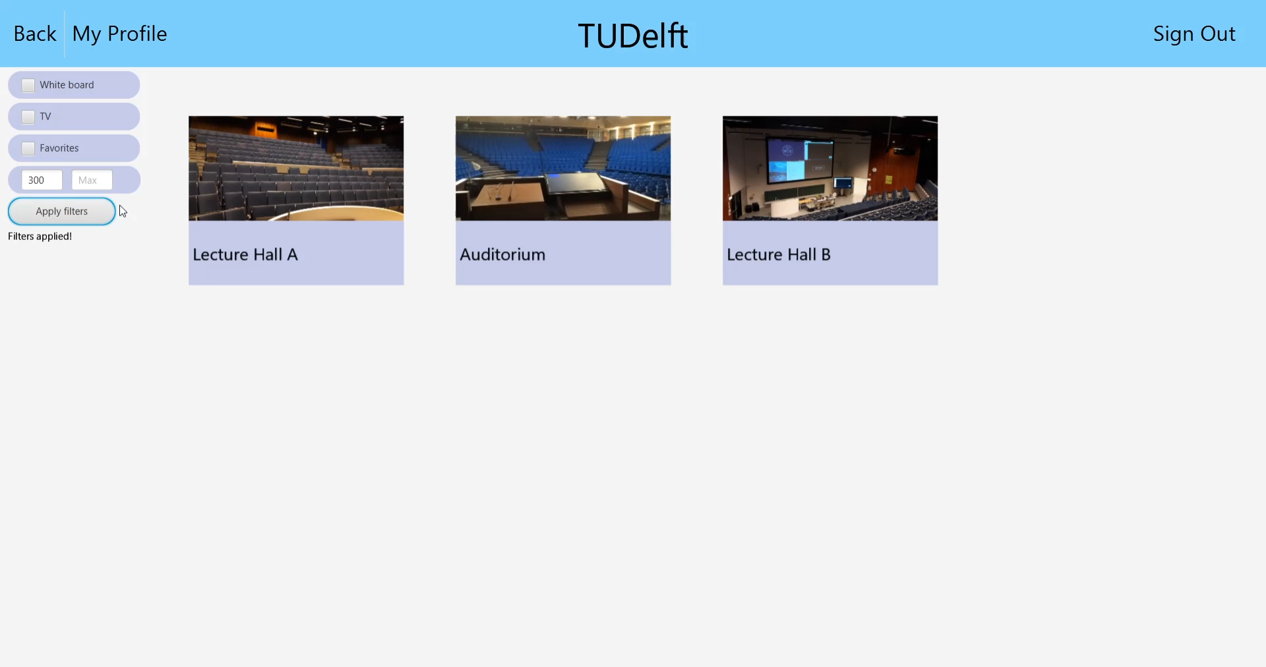 Back My Profile TUDelft Sign Out
White board
TV
Favorites
300 Max
Apply filters
Filters applied!
Lecture Hall A Auditorium Lecture Hall B